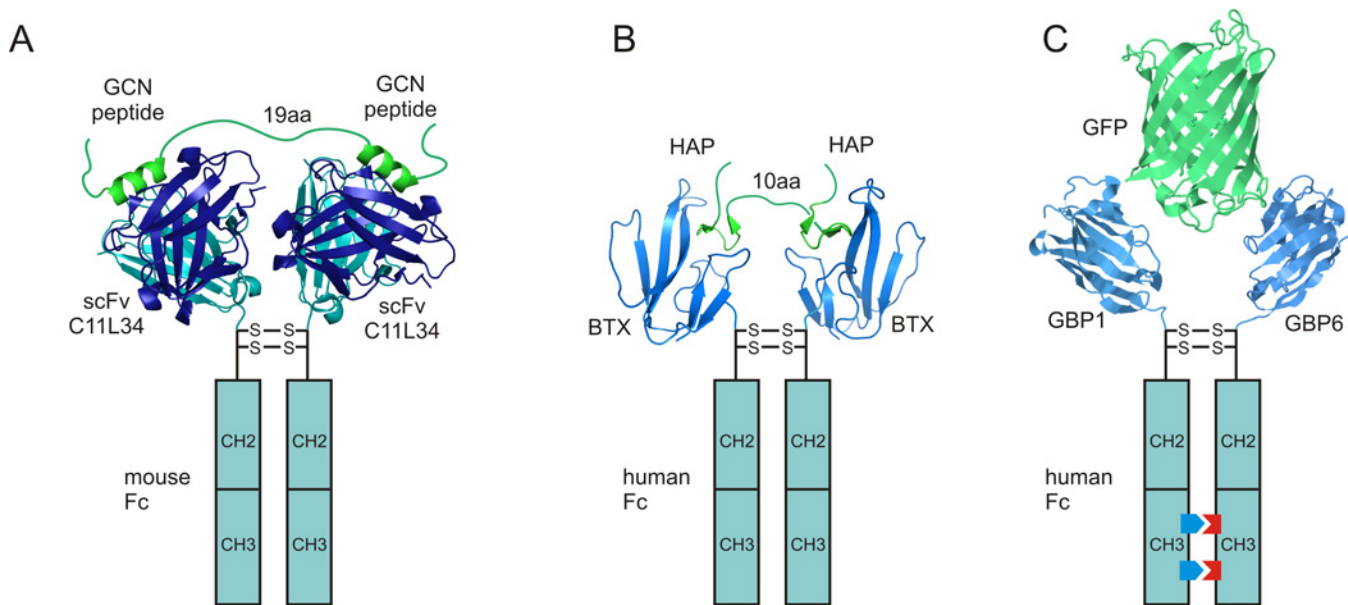 A
GCN
peptide
19aa
GCN
peptide
scFv
C11L34
scFv
C11L34
S S
S S
mouse
Fc
CH2
CH2
CH3
CH3
B
HAP
10aa
HAP
BTX
BTX
S S
S S
human
Fc
CH2
CH2
CH3
CH3
C
GFP
GBP1
GBP6
S S
S S
human
Fc
CH2
CH2
CH3
CH3